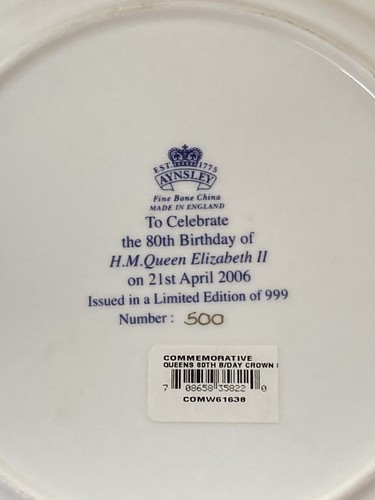 EST. 1775
AYNSLEY
Fine Bone China
MADE IN ENGLAND
To Celebrate
the 80th Birthday of
H.M.Queen Elizabeth II
on 21st April 2006
Issued in a Limited Edition of 999
Number: 500
COMMEMORATIVE
QUEENS 80TH B/DAY CROWN
7 08658 35822 0
COMW61638